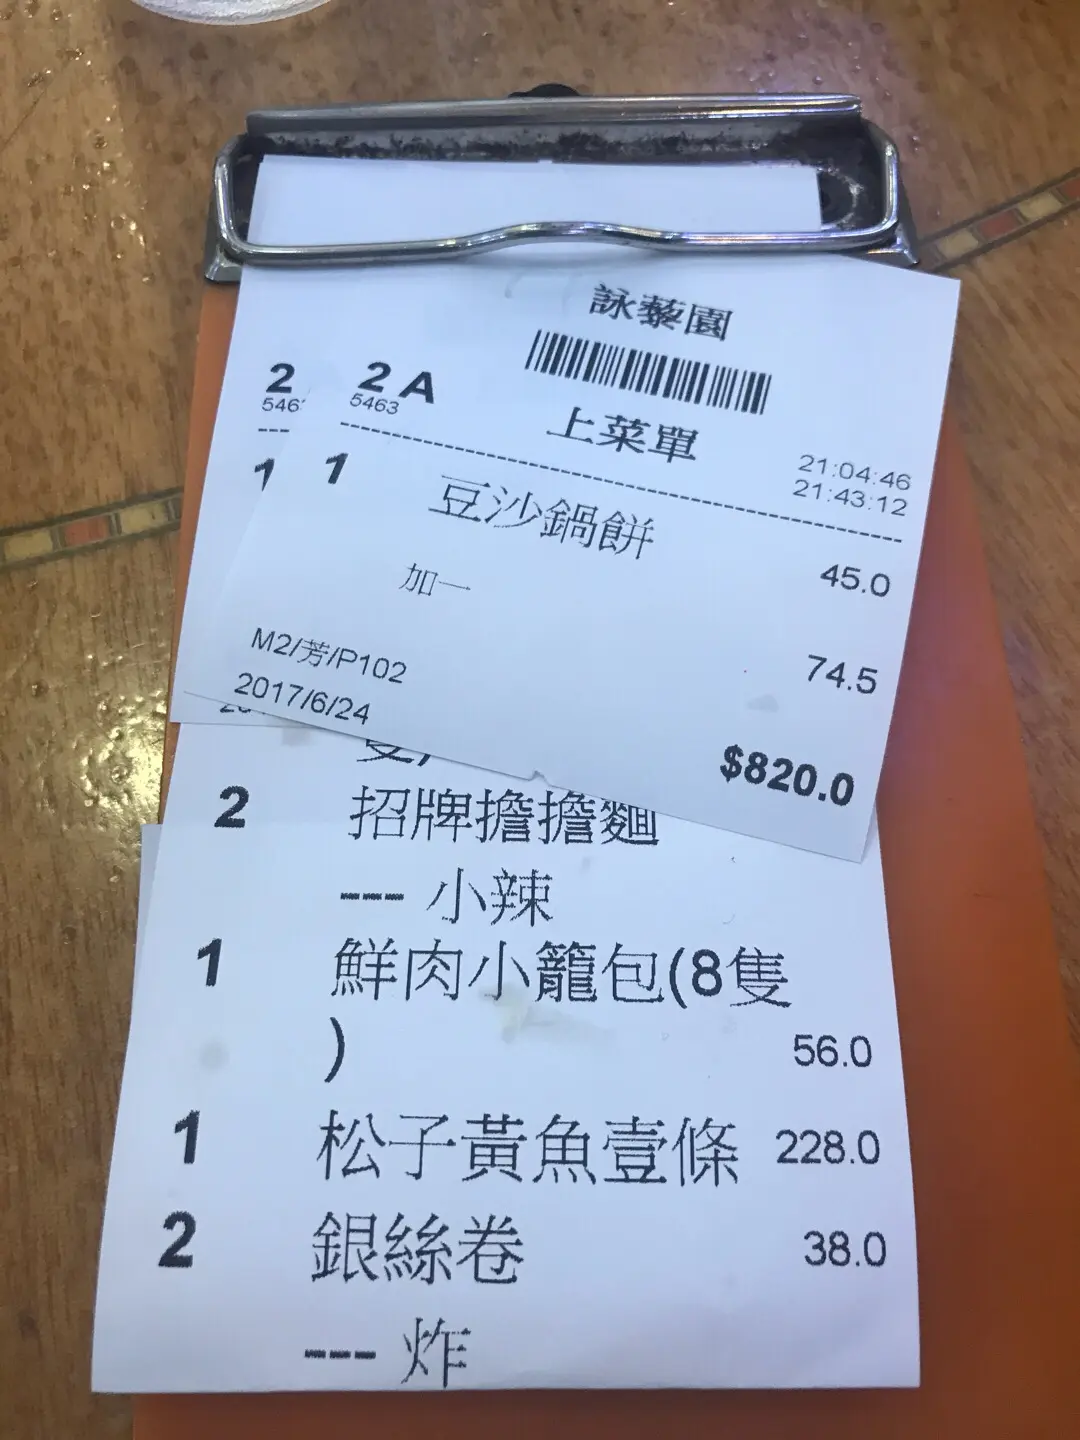 詠藜園
2 2 A
546 5463
上菜單
21:04:46
21:43:12
1 1 豆沙鍋餅 45.0
加一 74.5
M2/芳/P102
2017/6/24
$820.0
2 招牌擔擔麵
--- 小辣
1 鮮肉小籠包(8隻
) 56.0
1 松子黃魚壹條 228.0
2 銀絲卷 38.0
--- 炸